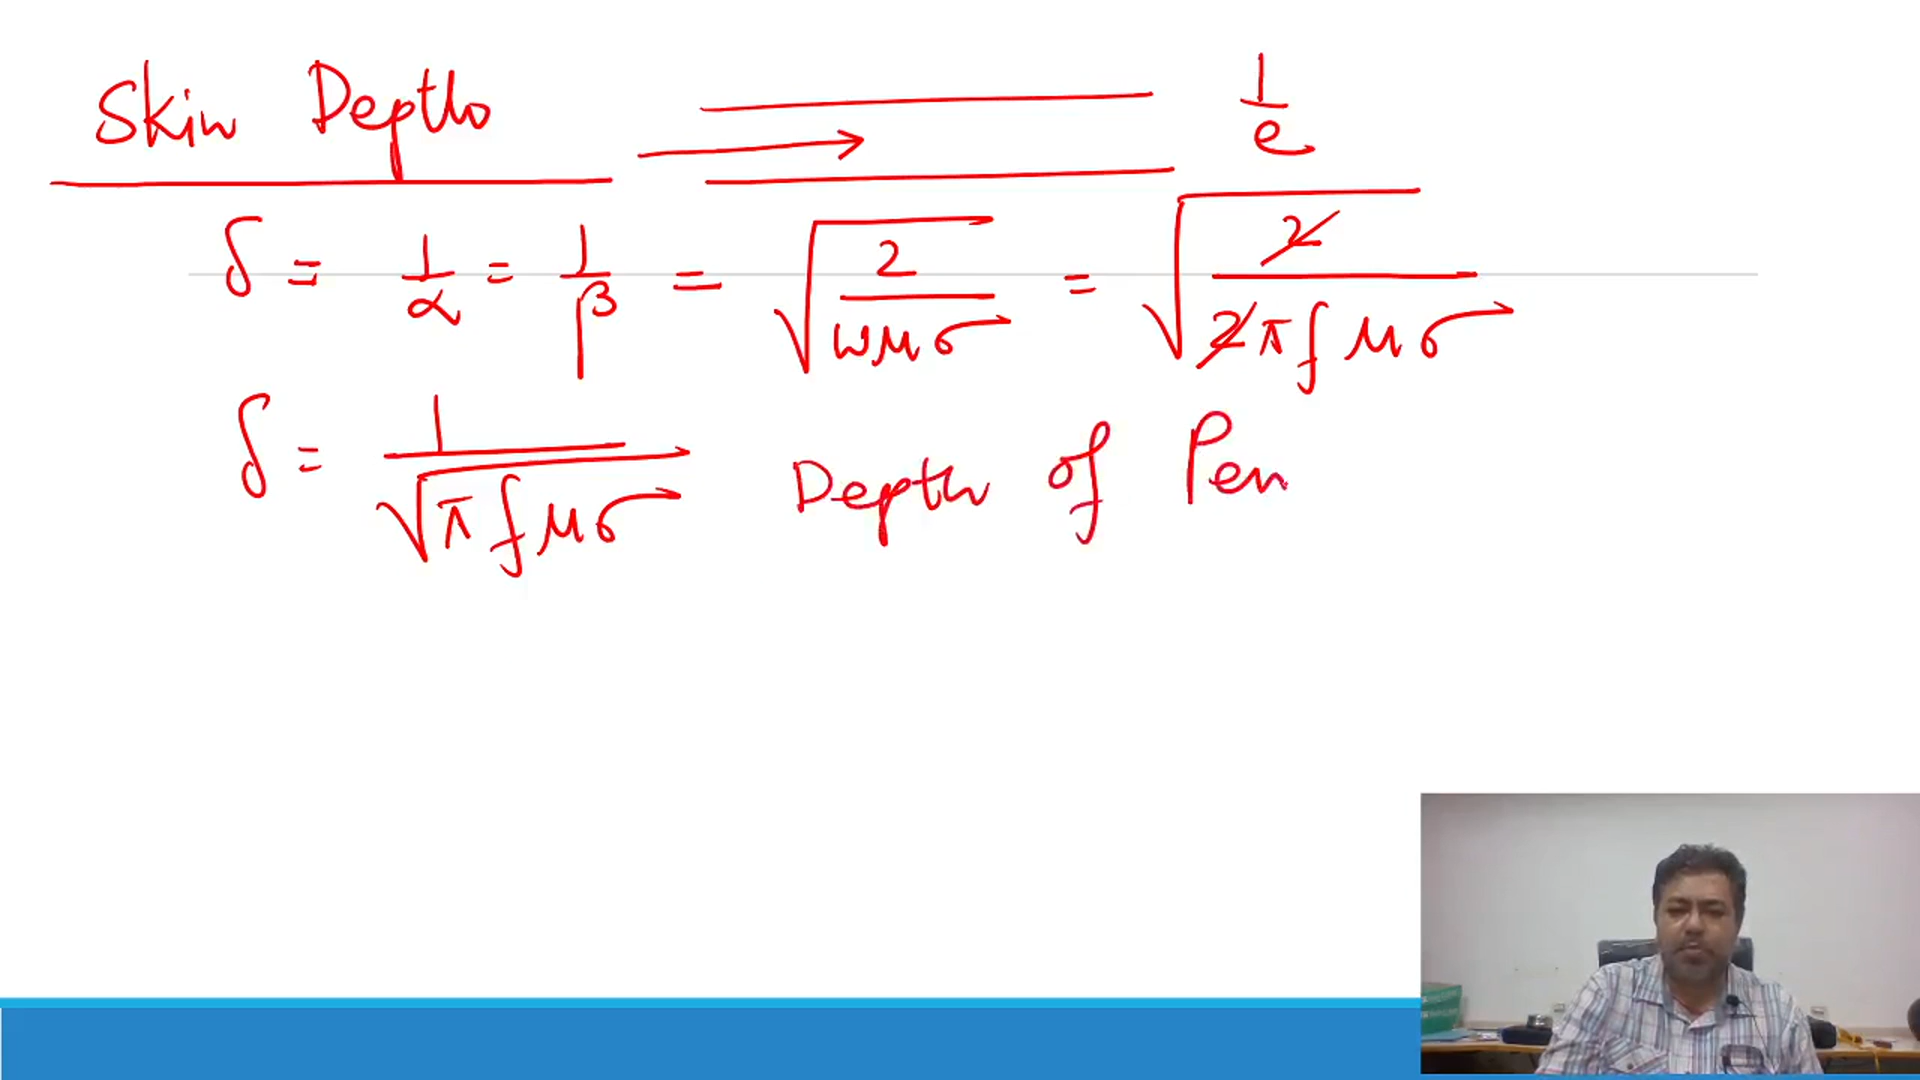 Skin Depth
1/e
δ = 1/α = 1/β = √(2/ωμσ) = √(2/2πfμσ)
δ = 1/√(πfμσ) Depth of Pen